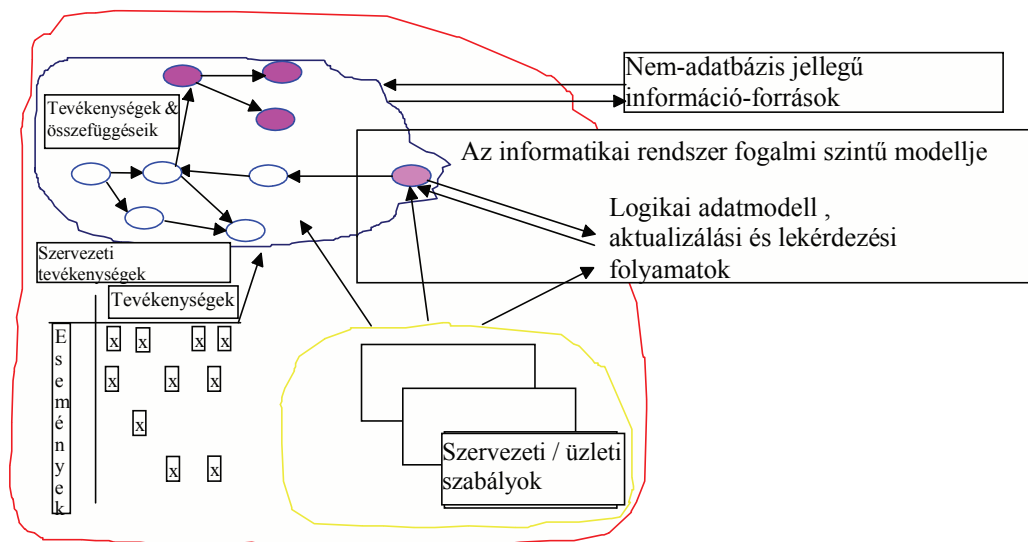 Nem-adatbázis jellegű
információ-források
Tevékenységek &
összefüggéseik
Az informatikai rendszer fogalmi szintű modellje
Logikai adatmodell ,
aktualizálási és lekérdezési
folyamatok
Szervezeti
tevékenységek
Tevékenységek
Események
x x x x
x x x
x
x x
Szervezeti / üzleti
szabályok